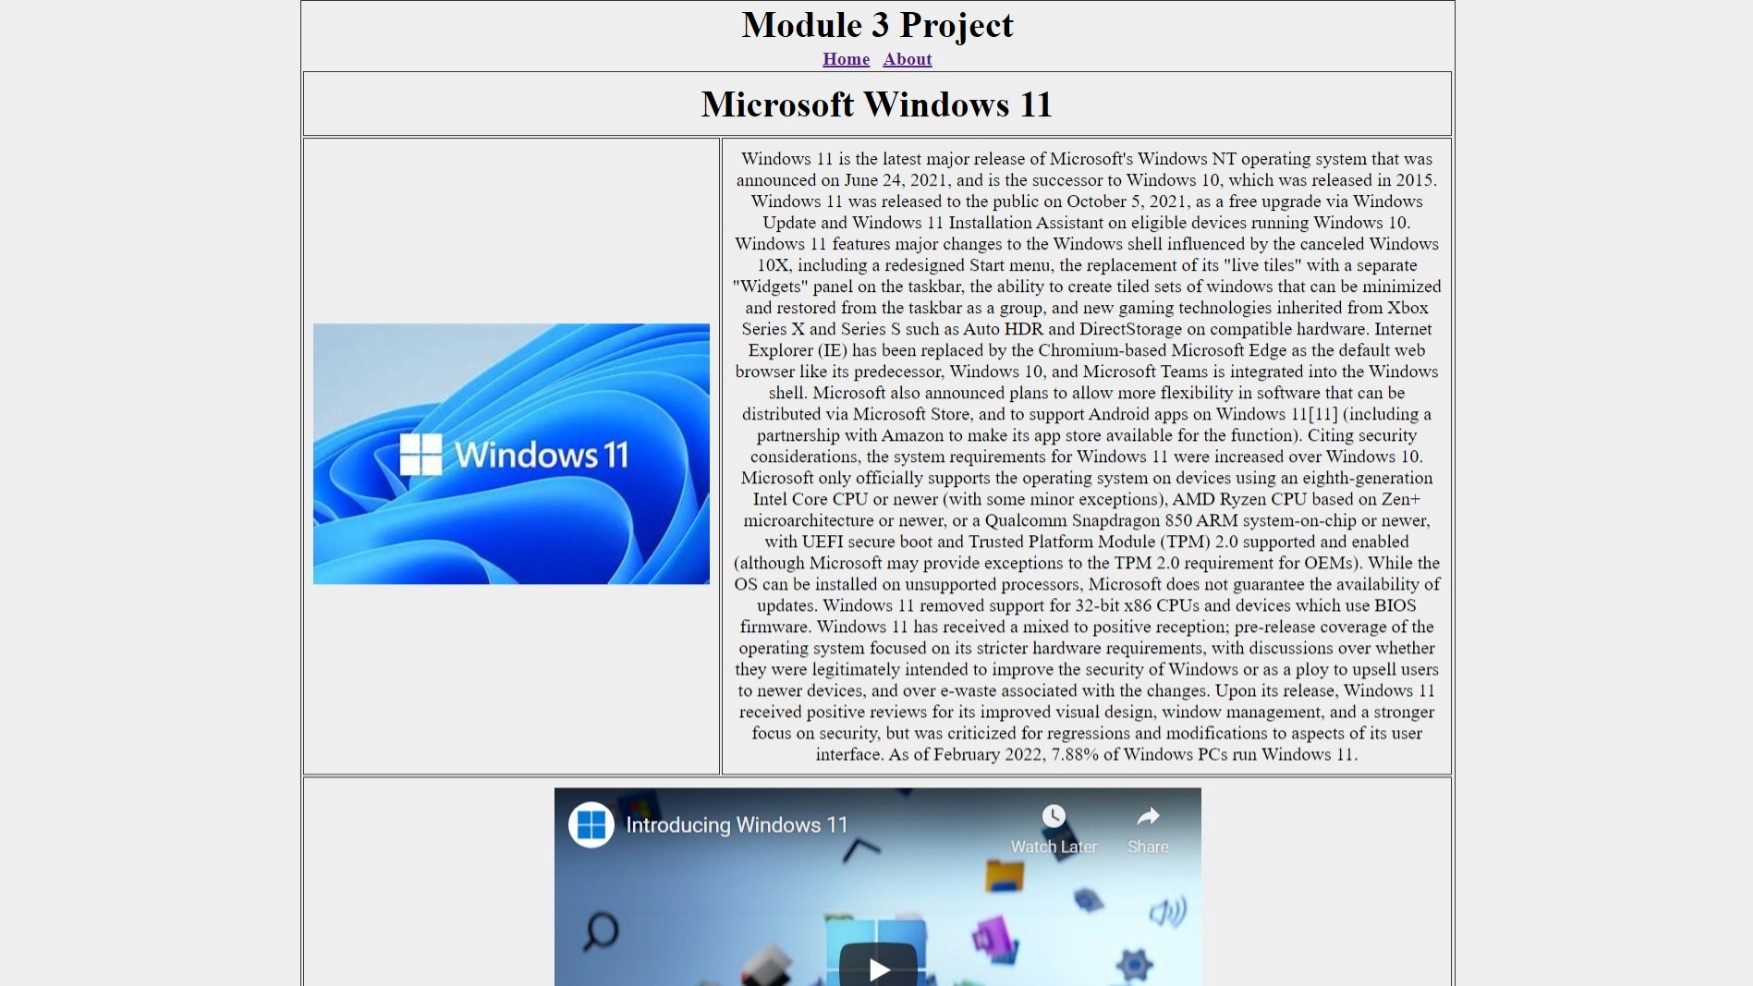 Module 3 Project
Home About
Microsoft Windows 11
Windows 11
Windows 11 is the latest major release of Microsoft's Windows NT operating system that was
announced on June 24, 2021, and is the successor to Windows 10, which was released in 2015.
Windows 11 was released to the public on October 5, 2021, as a free upgrade via Windows
Update and Windows 11 Installation Assistant on eligible devices running Windows 10.
Windows 11 features major changes to the Windows shell influenced by the canceled Windows
10X, including a redesigned Start menu, the replacement of its "live tiles" with a separate
"Widgets" panel on the taskbar, the ability to create tiled sets of windows that can be minimized
and restored from the taskbar as a group, and new gaming technologies inherited from Xbox
Series X and Series S such as Auto HDR and DirectStorage on compatible hardware. Internet
Explorer (IE) has been replaced by the Chromium-based Microsoft Edge as the default web
browser like its predecessor, Windows 10, and Microsoft Teams is integrated into the Windows
shell. Microsoft also announced plans to allow more flexibility in software that can be
distributed via Microsoft Store, and to support Android apps on Windows 11[11] (including a
partnership with Amazon to make its app store available for the function). Citing security
considerations, the system requirements for Windows 11 were increased over Windows 10.
Microsoft only officially supports the operating system on devices using an eighth-generation
Intel Core CPU or newer (with some minor exceptions), AMD Ryzen CPU based on Zen+
microarchitecture or newer, or a Qualcomm Snapdragon 850 ARM system-on-chip or newer,
with UEFI secure boot and Trusted Platform Module (TPM) 2.0 supported and enabled
(although Microsoft may provide exceptions to the TPM 2.0 requirement for OEMs). While the
OS can be installed on unsupported processors, Microsoft does not guarantee the availability of
updates. Windows 11 removed support for 32-bit x86 CPUs and devices which use BIOS
firmware. Windows 11 has received a mixed to positive reception; pre-release coverage of the
operating system focused on its stricter hardware requirements, with discussions over whether
they were legitimately intended to improve the security of Windows or as a ploy to upsell users
to newer devices, and over e-waste associated with the changes. Upon its release, Windows 11
received positive reviews for its improved visual design, window management, and a stronger
focus on security, but was criticized for regressions and modifications to aspects of its user
interface. As of February 2022, 7.88% of Windows PCs run Windows 11.
Introducing Windows 11
Watch Later Share